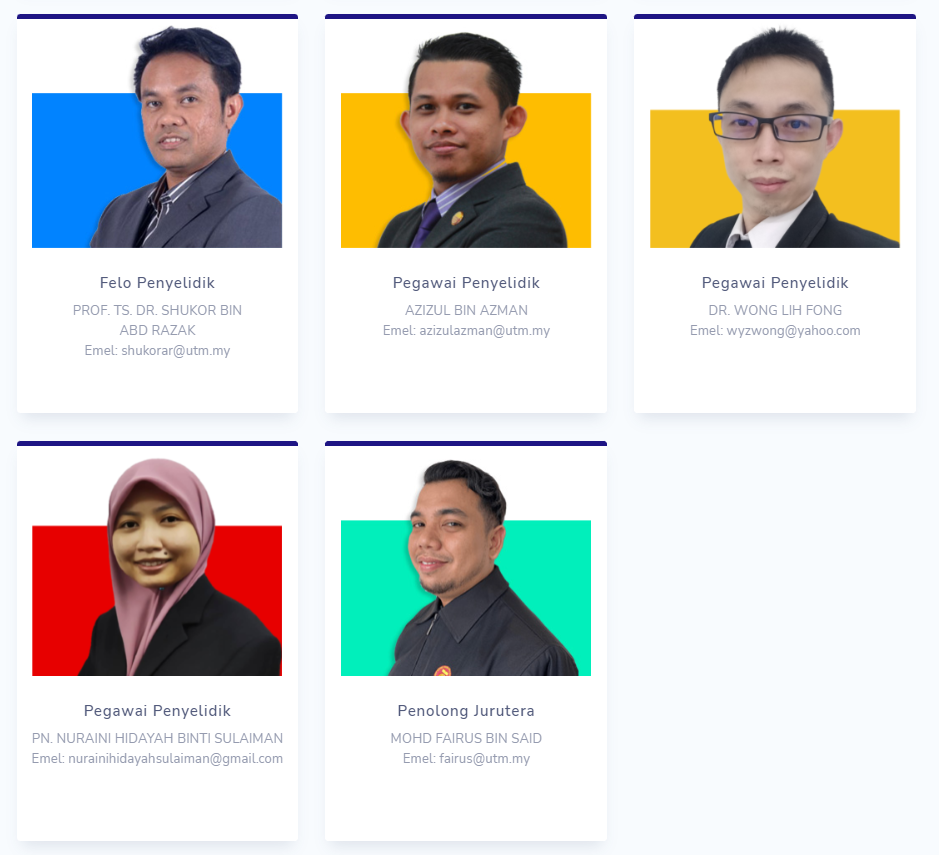 Felo Penyelidik
PROF. TS. DR. SHUKOR BIN
ABD RAZAK
Emel: shukorar@utm.my
Pegawai Penyelidik
AZIZUL BIN AZMAN
Emel: azizulazman@utm.my
Pegawai Penyelidik
DR. WONG LIH FONG
Emel: wyzwong@yahoo.com
Pegawai Penyelidik
PN. NURAINI HIDAYAH BINTI SULAIMAN
Emel: nurainihidayahsulaiman@gmail.com
Penolong Jurutera
MOHD FAIRUS BIN SAID
Emel: fairus@utm.my